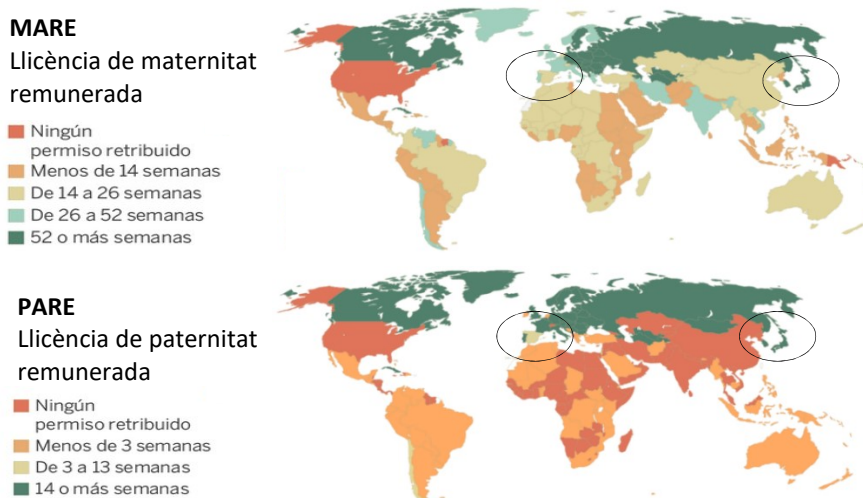 MARE
Llicència de maternitat
remunerada
Ningún
permiso retribuido
Menos de 14 semanas
De 14 a 26 semanas
De 26 a 52 semanas
52 o más semanas
PARE
Llicència de paternitat
remunerada
Ningún
permiso retribuido
Menos de 3 semanas
De 3 a 13 semanas
14 o más semanas